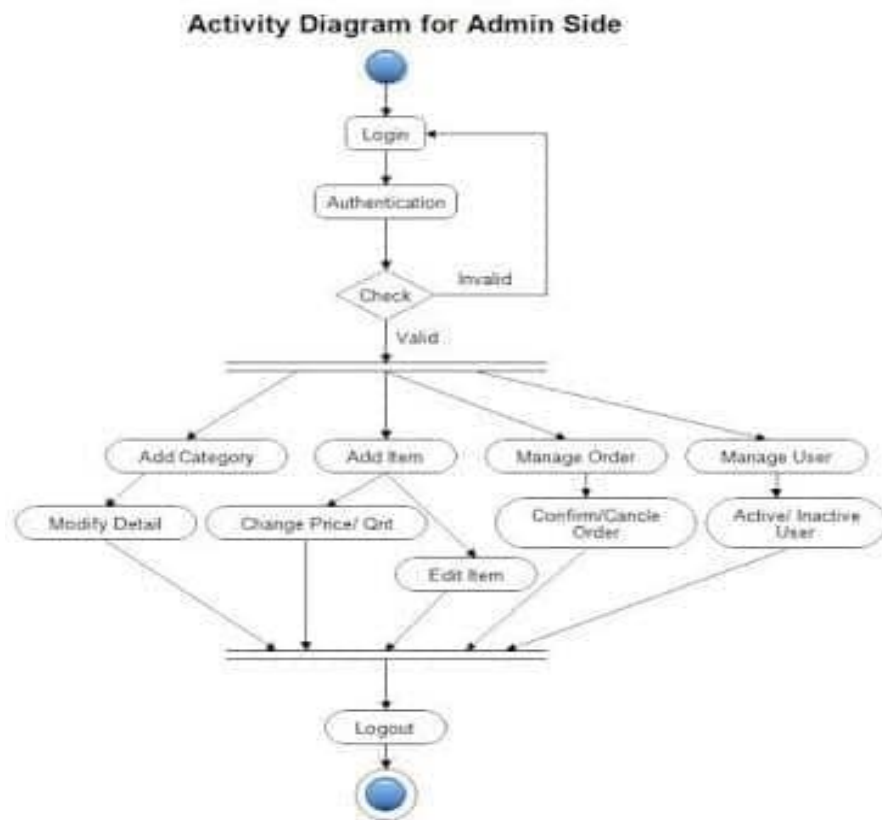 Activity Diagram for Admin Side
Login
Authentication
Check
Invalid
Valid
Add Category
Add Item
Manage Order
Manage User
Modify Detail
Change Price/ Qnt
Confirm/Cancle
Order
Active/ Inactive
User
Edit Item
Logout